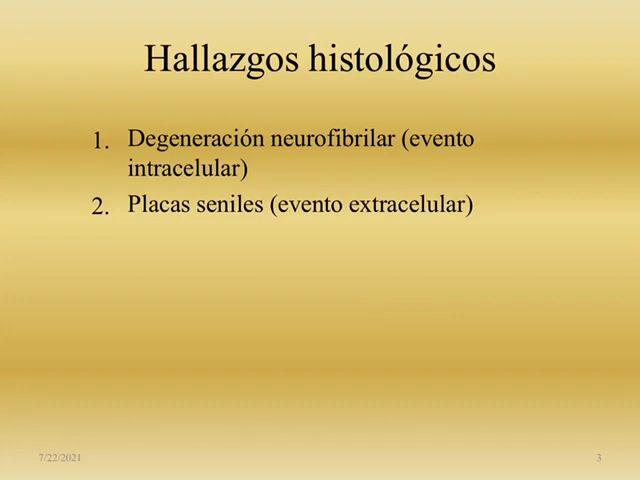 Hallazgos histológicos
1. Degeneración neurofibrilar (evento
intracelular)
2. Placas seniles (evento extracelular)
7/22/2021 3